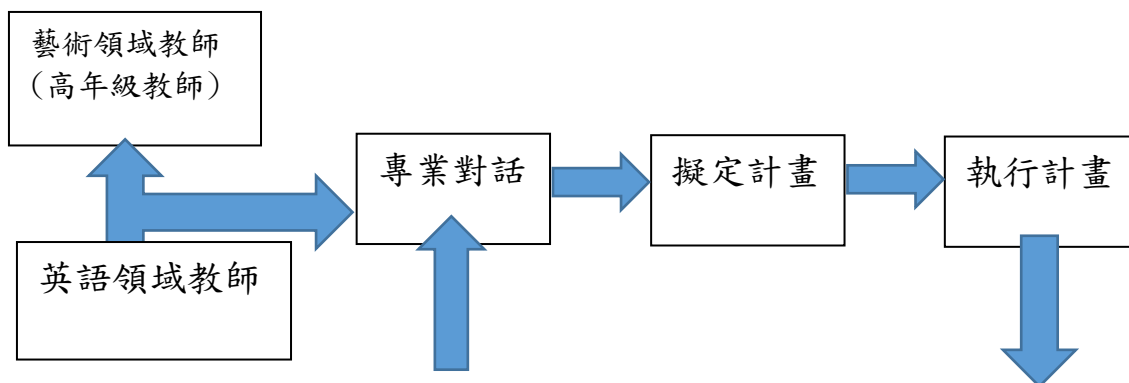 藝術領域教師
(高年級教師)
專業對話
擬定計畫
執行計畫
英語領域教師